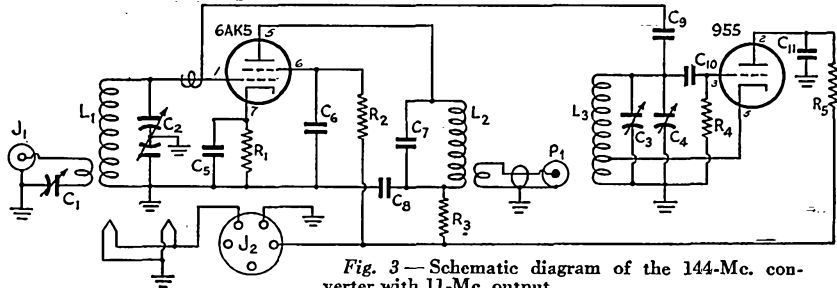 C9
6AK5
5
955
2
C11
6
1
C10
3
L1
C2
7
C6
R2
C7
L2
L3
C3
C4
R4
5
R5
J1
C5
R1
P1
C1
C8
R3
J2
Fig. 3 — Schematic diagram of the 144-Mc. con-
verter with 11-Mc. output